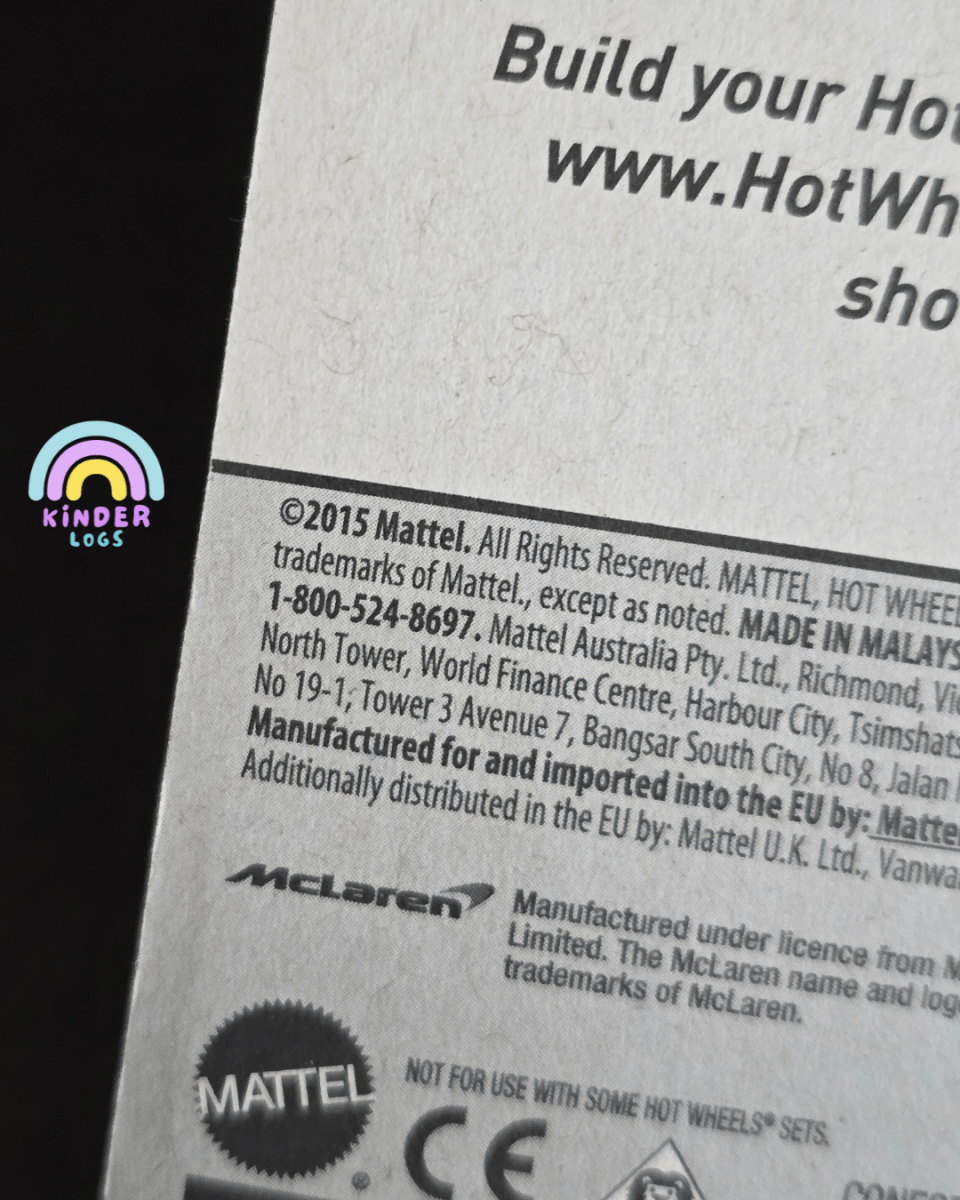 Build your Hot
www.HotWh
sho
KINDER
LOGS
©2015 Mattel. All Rights Reserved. MATTEL, HOT WHEEL
trademarks of Mattel., except as noted. MADE IN MALAYS
1-800-524-8697. Mattel Australia Pty. Ltd., Richmond, Vic
North Tower, World Finance Centre, Harbour City, Tsimshats
No 19-1, Tower 3 Avenue 7, Bangsar South City, No 8, Jalan
Manufactured for and imported into the EU by: Matte
Additionally distributed in the EU by: Mattel U.K. Ltd., Vanwa
McLaren
Manufactured under licence from M
Limited. The McLaren name and log
trademarks of McLaren.
MATTEL
®
NOT FOR USE WITH SOME HOT WHEELS® SETS.
CE